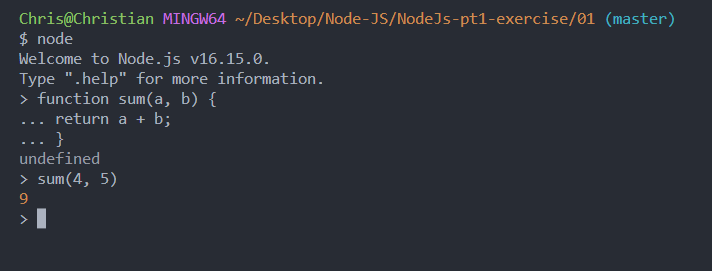 Chris@Christian MINGW64 ~/Desktop/Node-JS/NodeJs-pt1-exercise/01 (master)
$ node
Welcome to Node.js v16.15.0.
Type ".help" for more information.
> function sum(a, b) {
... return a + b;
... }
undefined
> sum(4, 5)
9
>